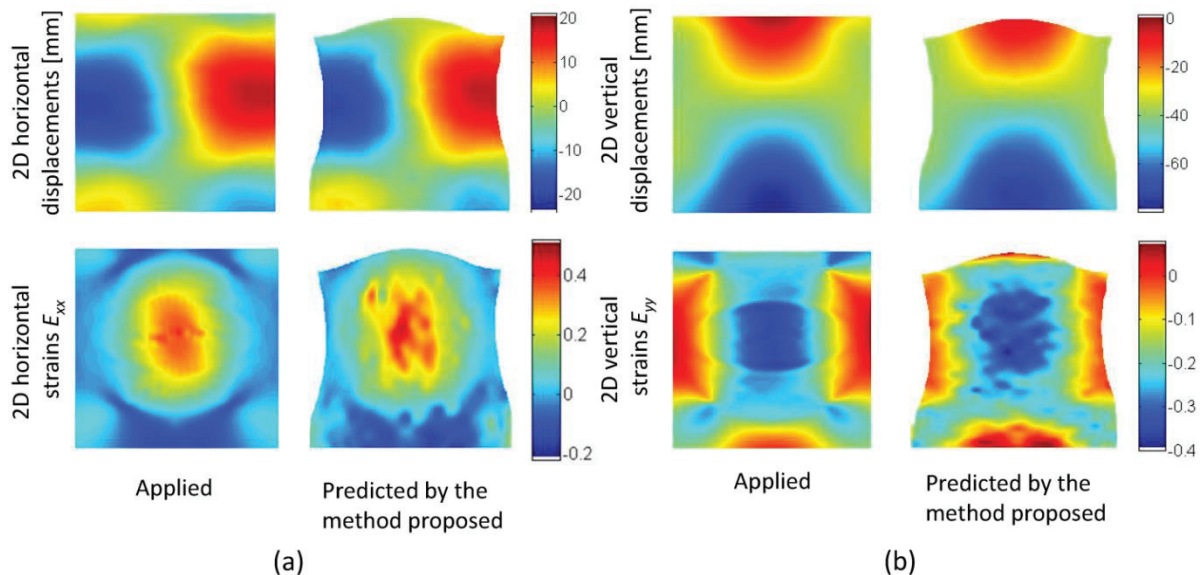 2D horizontal
displacements [mm]
20
10
0
-10
-20
2D vertical
displacements [mm]
0
-20
-40
-60
2D horizontal
strains Exx
0.4
0.2
0
-0.2
2D vertical
strains Eyy
0
-0.1
-0.2
-0.3
-0.4
Applied
Predicted by the
method proposed
Applied
Predicted by the
method proposed
(a)
(b)